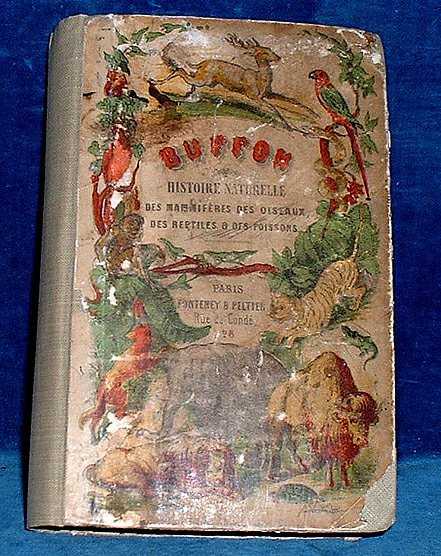 BUFFON
HISTOIRE NATURELLE
DES MAMMIFÈRES DES OISEAUX,
DES REPTILES & DES POISSONS
PARIS
FONTENEY & PELTIER
Rue de Condé,